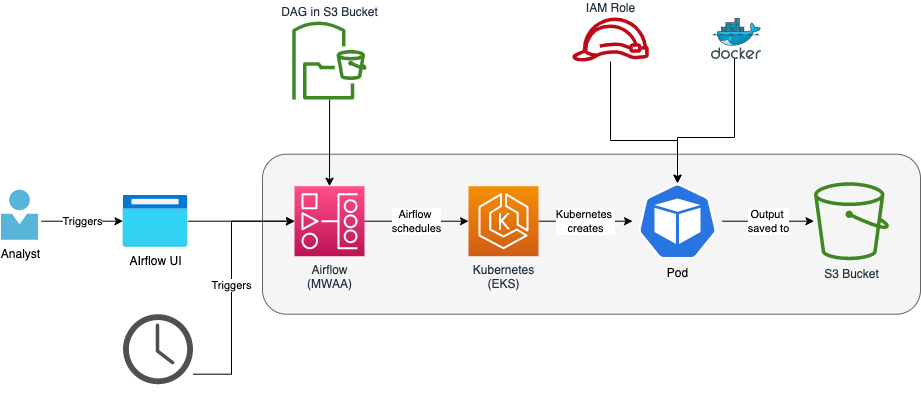 DAG in S3 Bucket
IAM Role
docker
Triggers
Analyst
AIrflow UI
Triggers
Airflow
(MWAA)
Airflow
schedules
Kubernetes
(EKS)
Kubernetes
creates
Pod
Output
saved to
S3 Bucket
K